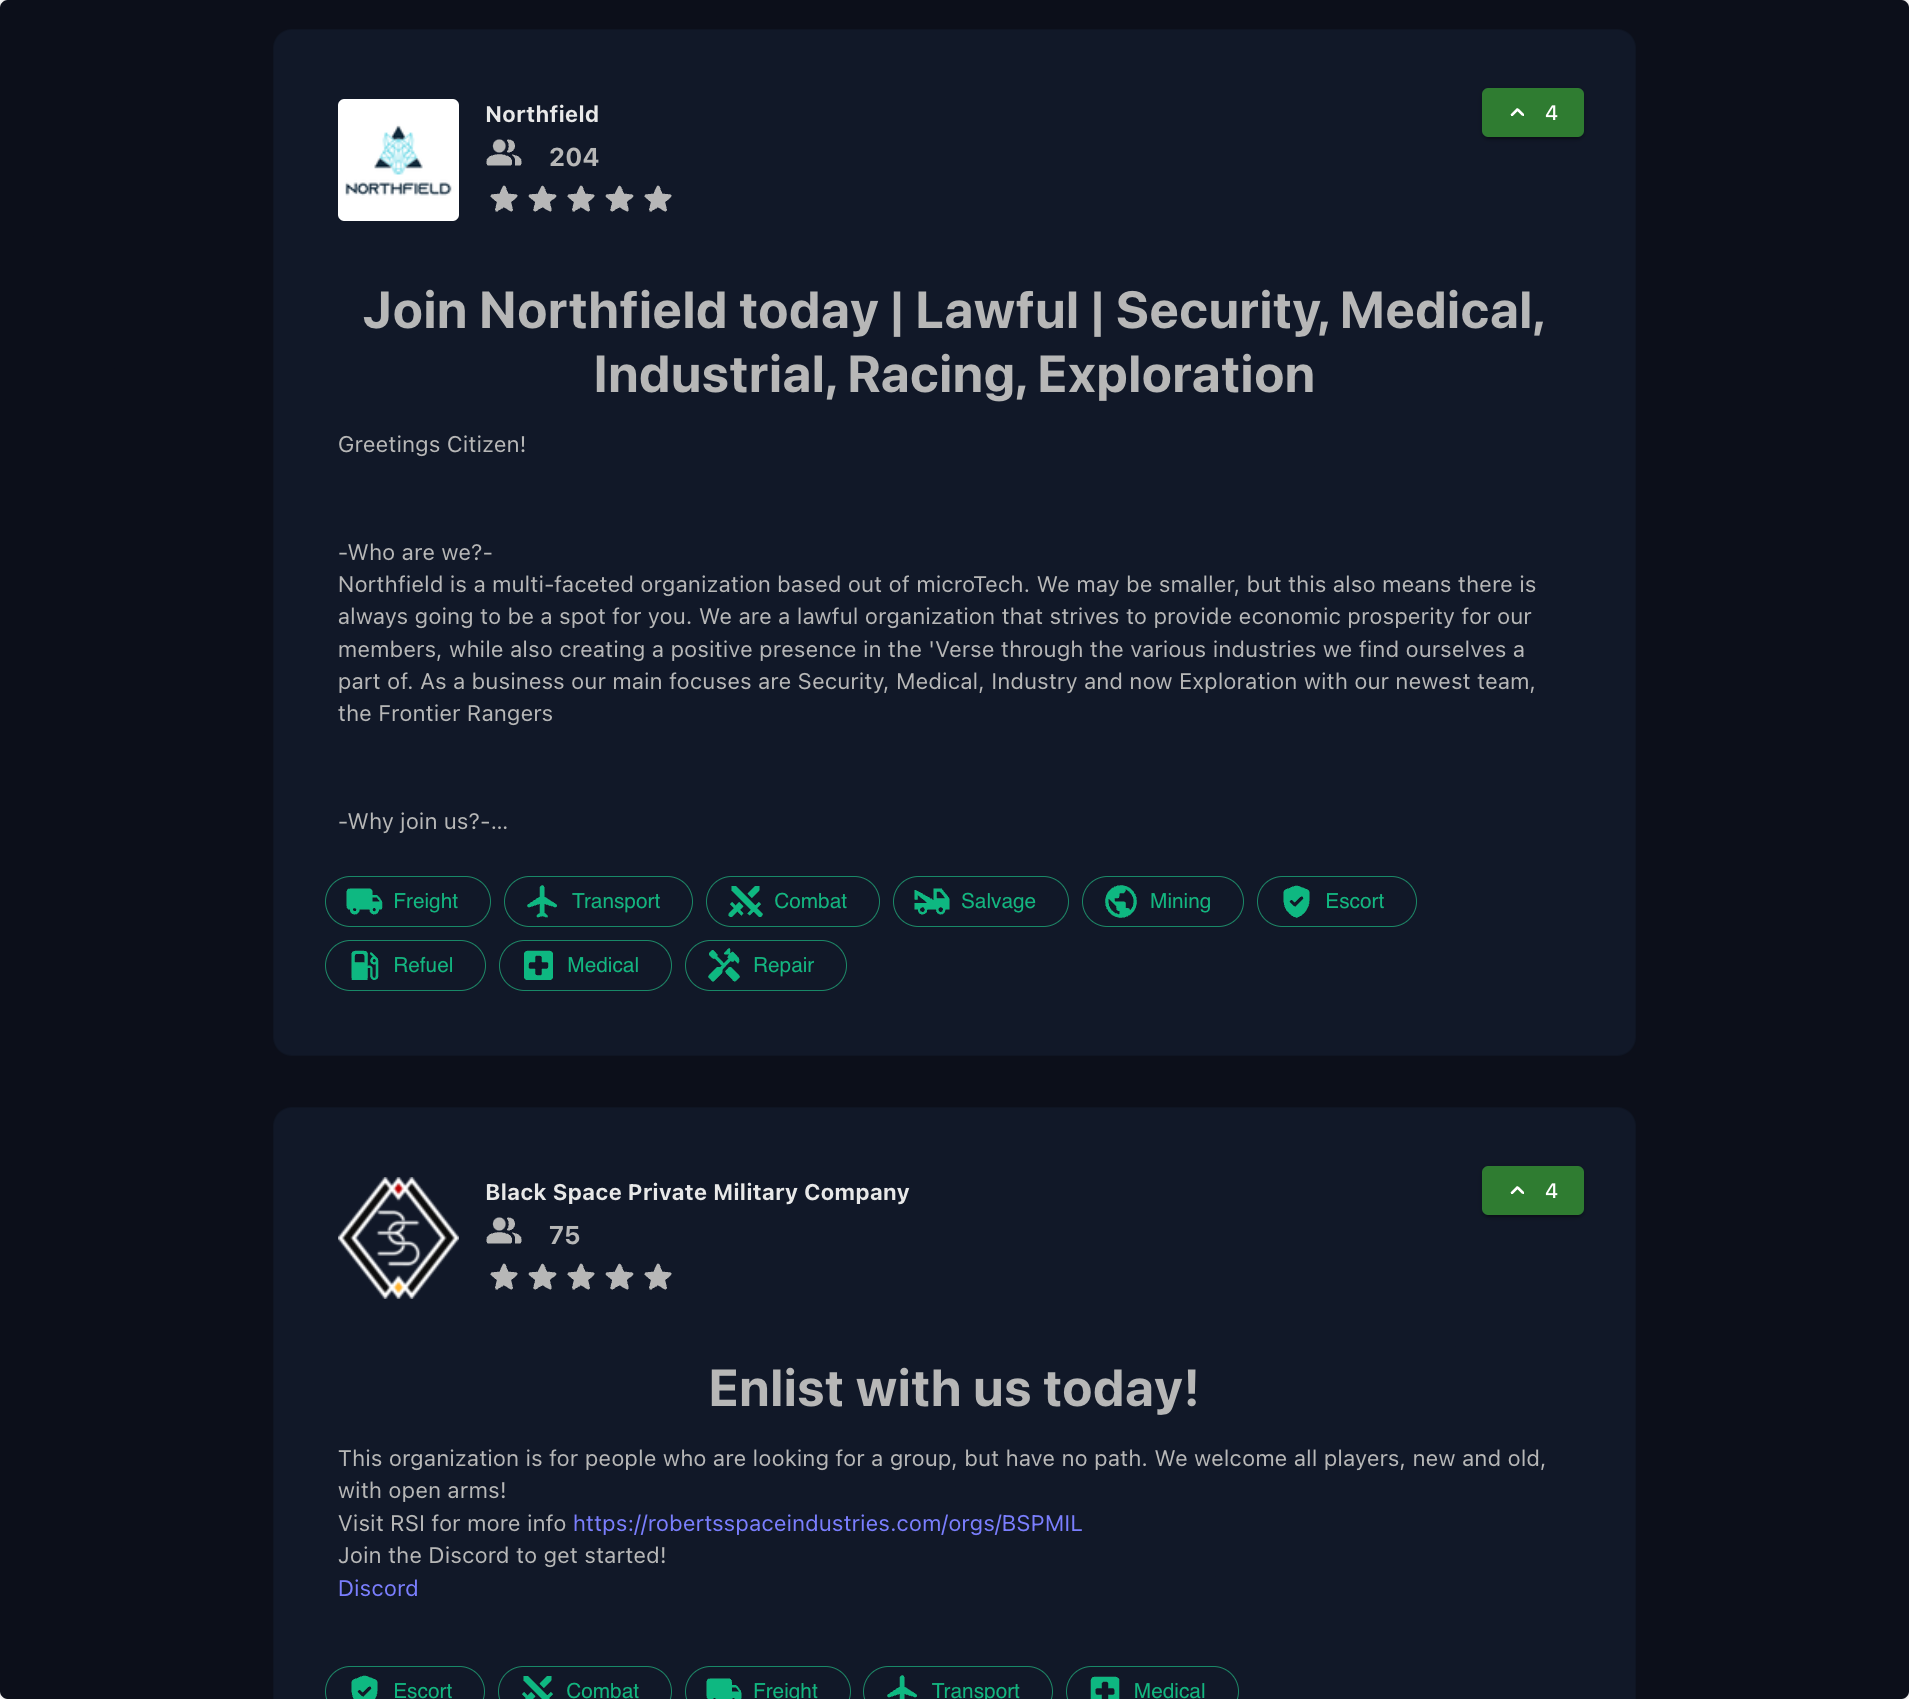 Northfield
4
NORTHFIELD
204
Join Northfield today | Lawful | Security, Medical,
Industrial, Racing, Exploration
Greetings Citizen!
-Who are we?-
Northfield is a multi-faceted organization based out of microTech. We may be smaller, but this also means there is
always going to be a spot for you. We are a lawful organization that strives to provide economic prosperity for our
members, while also creating a positive presence in the 'Verse through the various industries we find ourselves a
part of. As a business our main focuses are Security, Medical, Industry and now Exploration with our newest team,
the Frontier Rangers
-Why join us?-...
Freight Transport Combat Salvage Mining Escort
Refuel Medical Repair
Black Space Private Military Company
4
75
Enlist with us today!
This organization is for people who are looking for a group, but have no path. We welcome all players, new and old,
with open arms!
Visit RSI for more info https://robertsspaceindustries.com/orgs/BSPMIL
Join the Discord to get started!
Discord
Escort Combat Freight Transport Medical